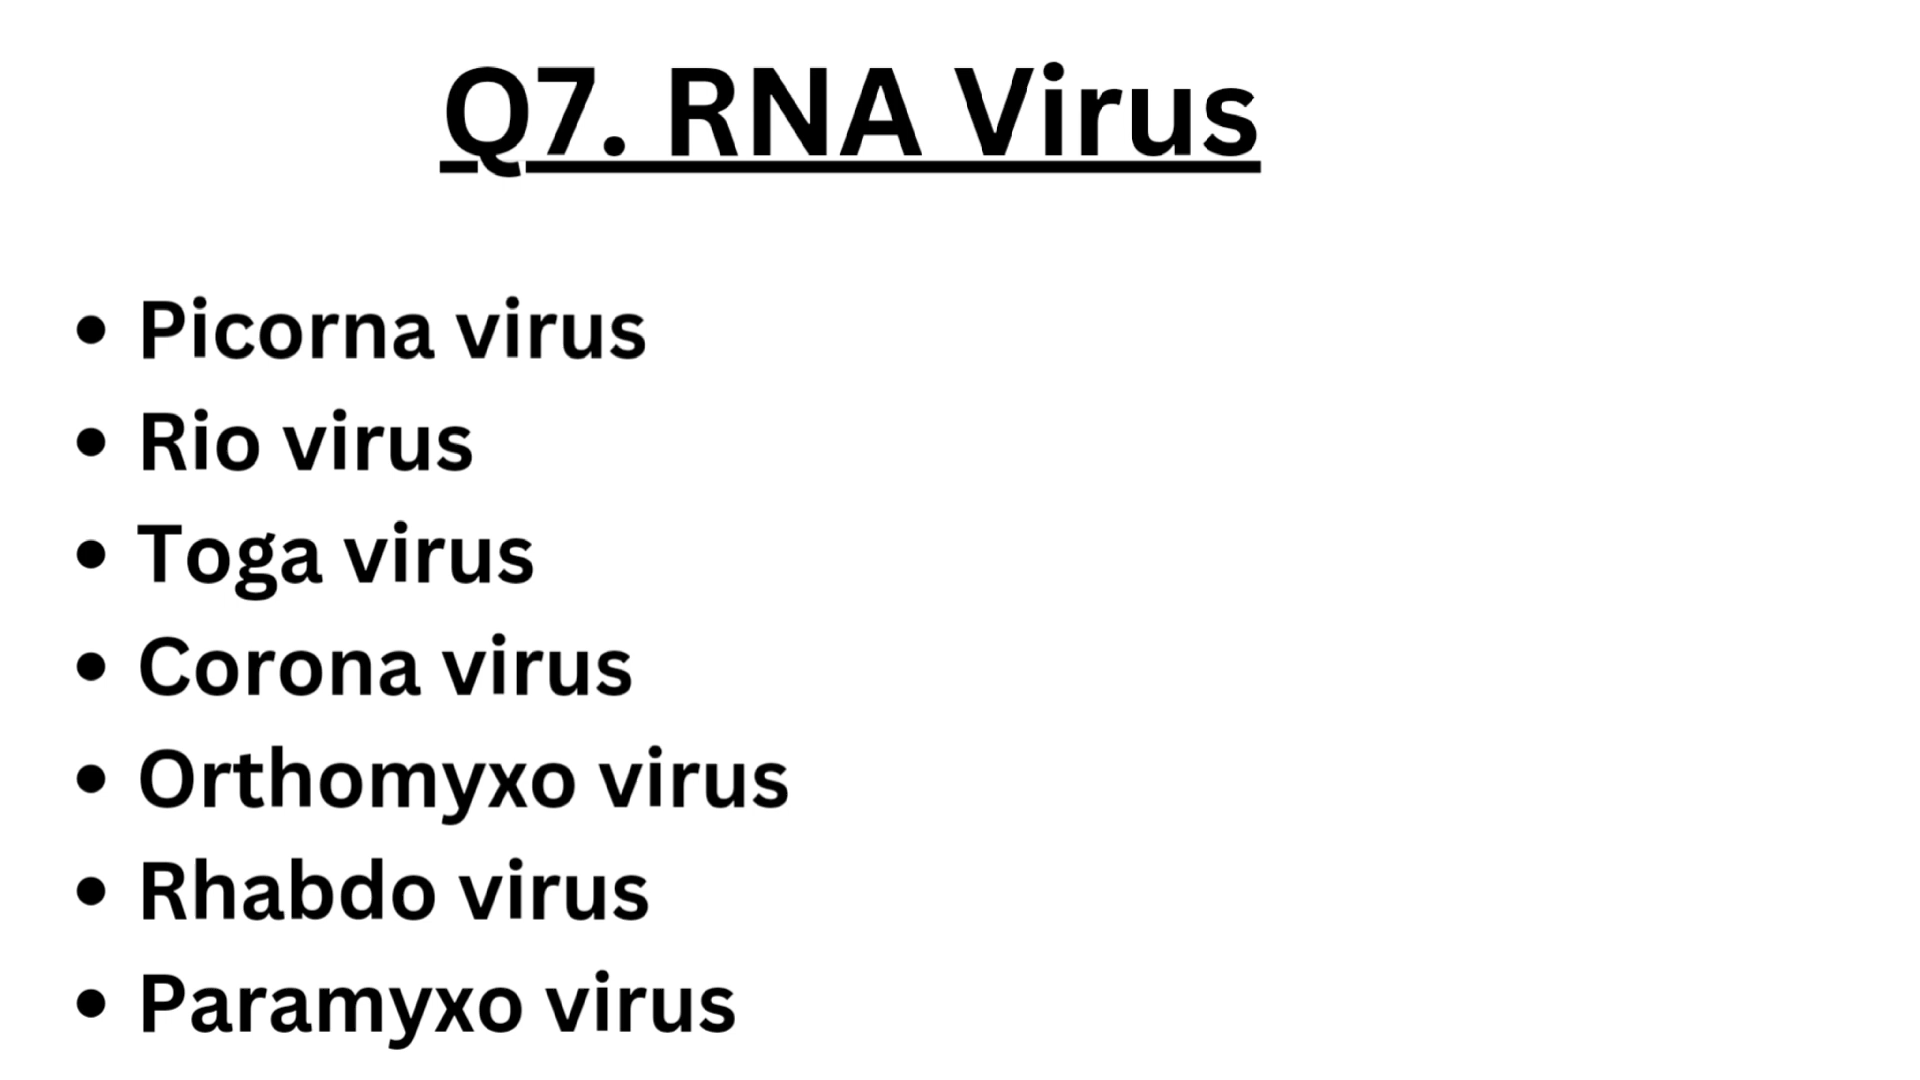 Q7. RNA Virus
• Picorna virus
• Rio virus
• Toga virus
• Corona virus
• Orthomyxo virus
• Rhabdo virus
• Paramyxo virus